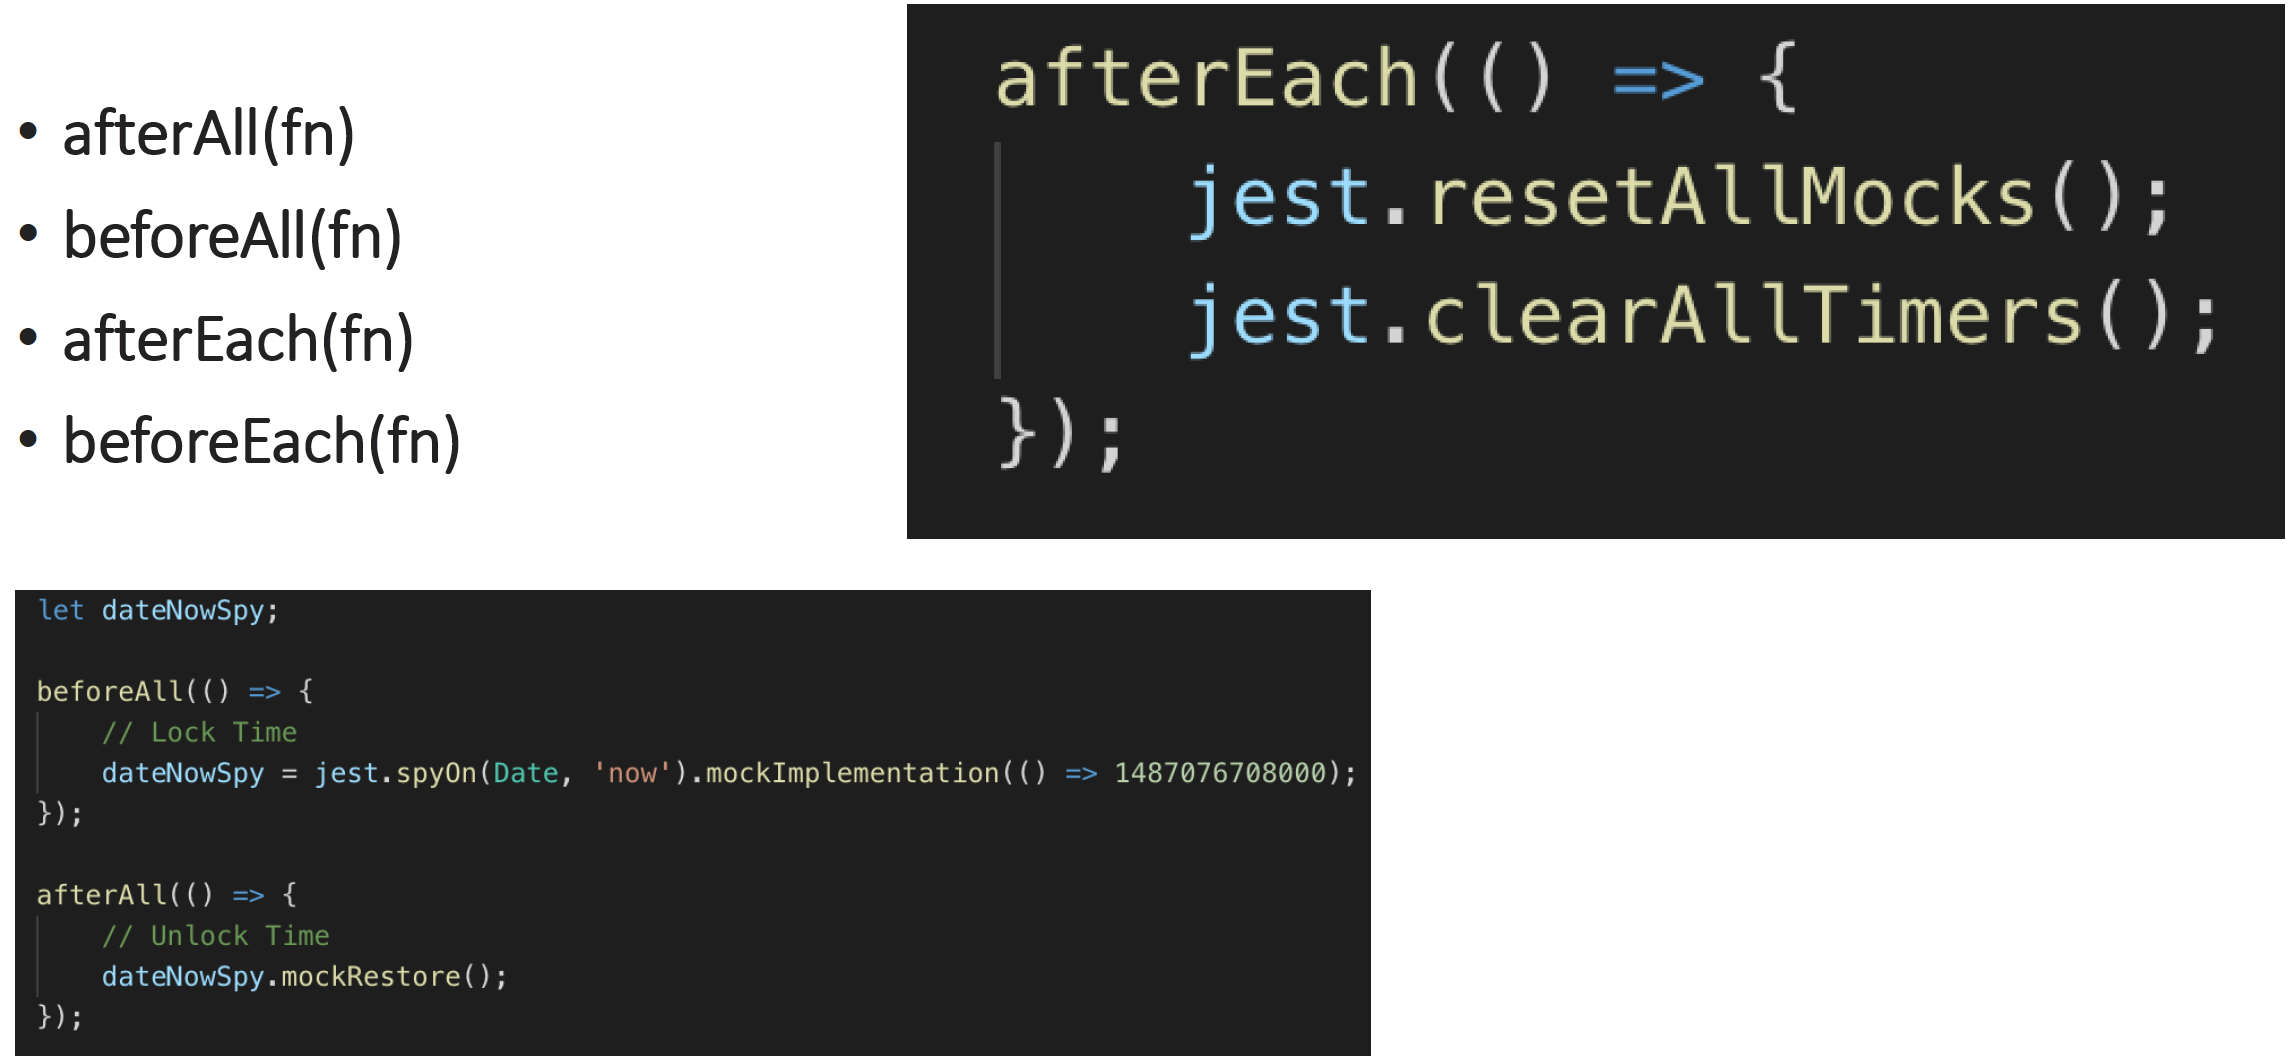 • afterAll(fn)
• beforeAll(fn)
• afterEach(fn)
• beforeEach(fn)
afterEach(() => {
jest.resetAllMocks();
jest.clearAllTimers();
});
let dateNowSpy;
beforeAll(() => {
// Lock Time
dateNowSpy = jest.spyOn(Date, 'now').mockImplementation(() => 1487076708000);
});
afterAll(() => {
// Unlock Time
dateNowSpy.mockRestore();
});